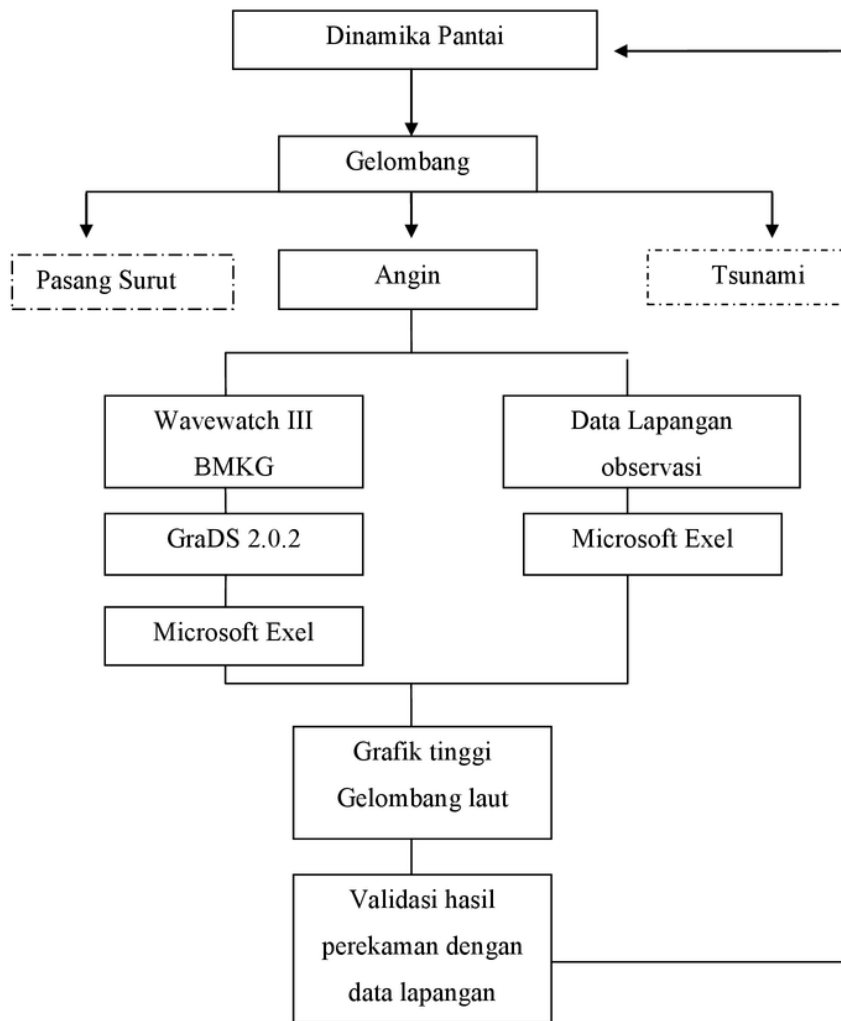 Dinamika Pantai
Gelombang
Pasang Surut
Angin
Tsunami
Wavewatch III
BMKG
Data Lapangan
observasi
GraDS 2.0.2
Microsoft Exel
Microsoft Exel
Grafik tinggi
Gelombang laut
Validasi hasil
perekaman dengan
data lapangan